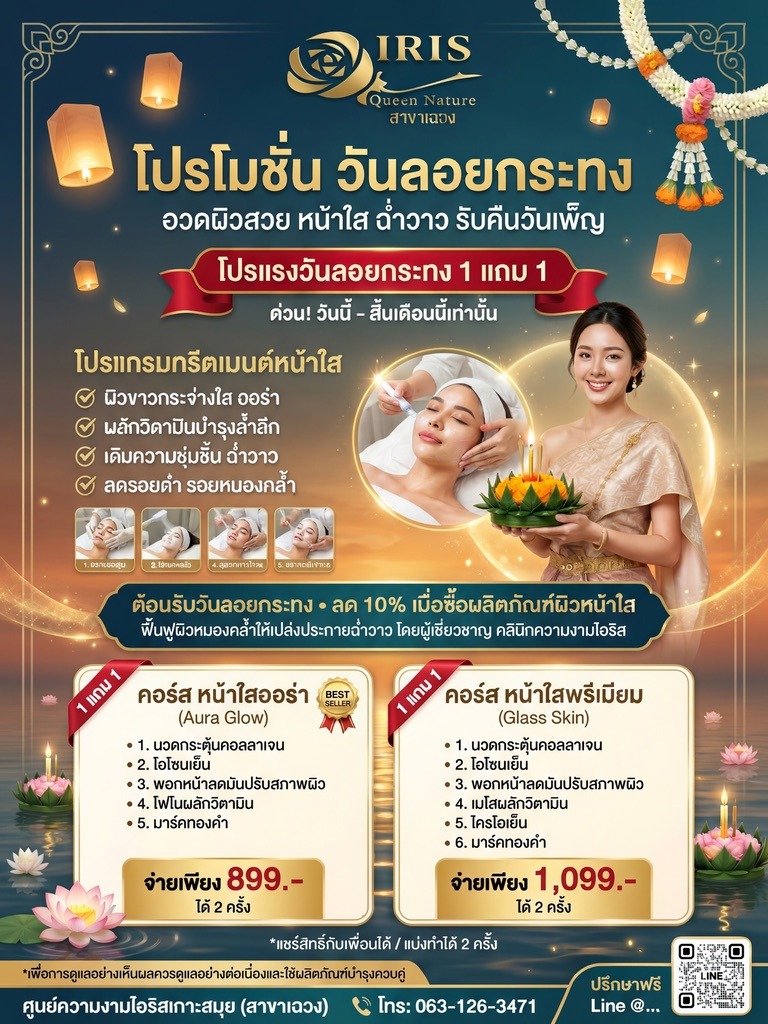 IRIS
Queen Nature
สาขาเฉวง
โปรโมชั่น วันลอยกระทง
อวดผิวสวย หน้าใส ฉ่ำวาว รับคืนวันเพ็ญ
โปรแรงวันลอยกระทง 1 แถม 1
ด่วน! วันนี้ - สิ้นเดือนนี้เท่านั้น
โปรแกรมทรีตเมนต์หน้าใส
ผิวขาวกระจ่างใส ออร่า
ผลักวิตามินบำรุงล้ำลึก
เติมความชุ่มชื้น ฉ่ำวาว
ลดรอยดำ รอยหมองคล้ำ
ต้อนรับวันลอยกระทง • ลด 10% เมื่อซื้อผลิตภัณฑ์ผิวหน้าใส
ฟื้นฟูผิวหมองคล้ำให้เปล่งประกายฉ่ำวาว โดยผู้เชี่ยวชาญ คลินิกความงามไอริส
1 แถม 1
คอร์ส หน้าใสออร่า
(Aura Glow)
BEST
SELLER
• 1. นวดกระตุ้นคอลลาเจน
• 2. โอโซนเย็น
• 3. พอกหน้าลดมันปรับสภาพผิว
• 4. โฟโนผลักวิตามิน
• 5. มาร์คทองคำ
จ่ายเพียง 899.-
ได้ 2 ครั้ง
1 แถม 1
คอร์ส หน้าใสพรีเมียม
(Glass Skin)
• 1. นวดกระตุ้นคอลลาเจน
• 2. โอโซนเย็น
• 3. พอกหน้าลดมันปรับสภาพผิว
• 4. เมโสผลักวิตามิน
• 5. ไครโอเย็น
• 6. มาร์คทองคำ
จ่ายเพียง 1,099.-
ได้ 2 ครั้ง
*แชร์สิทธิ์กับเพื่อนได้ / แบ่งทำได้ 2 ครั้ง
*เพื่อการดูแลอย่างเห็นผลควรดูแลอย่างต่อเนื่องและใช้ผลิตภัณฑ์บำรุงควบคู่
ศูนย์ความงามไอริสเกาะสมุย (สาขาเฉวง) โทร: 063-126-3471
ปรึกษาฟรี
Line @...
LINE